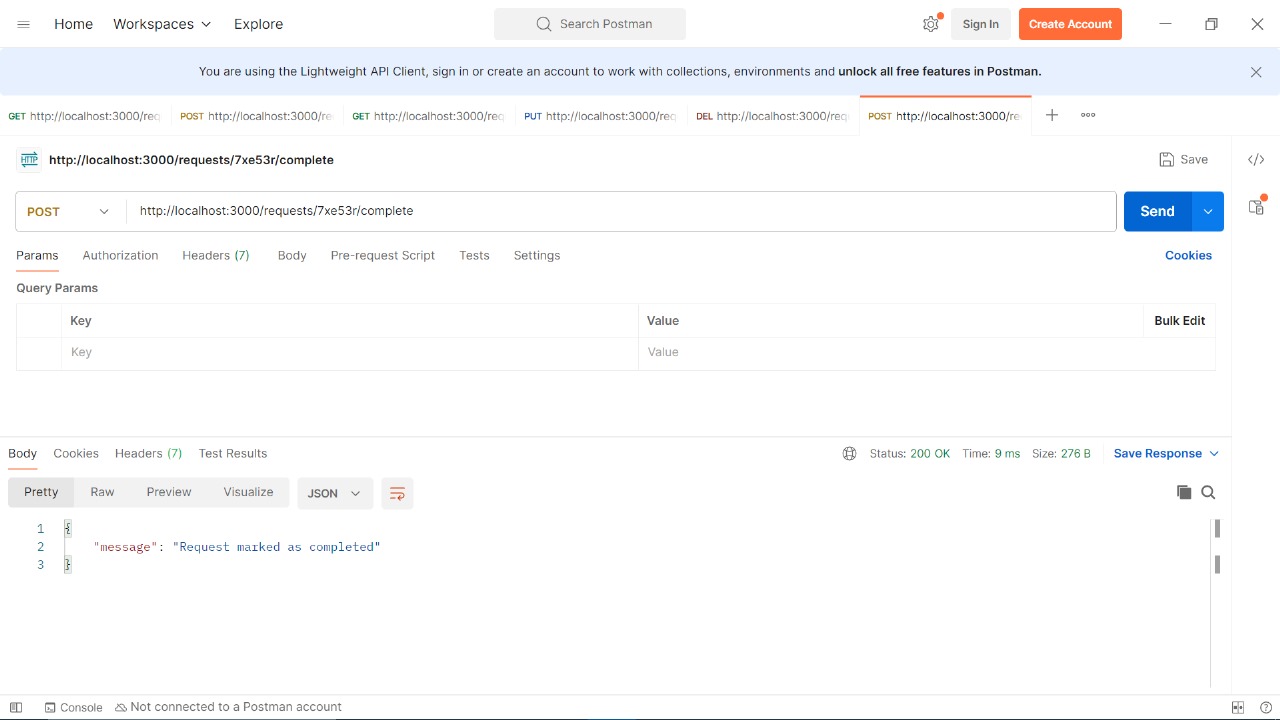 Home Workspaces Explore Search Postman Sign In Create Account
You are using the Lightweight API Client, sign in or create an account to work with collections, environments and unlock all free features in Postman.
GET http://localhost:3000/req POST http://localhost:3000/re GET http://localhost:3000/req PUT http://localhost:3000/req DEL http://localhost:3000/req POST http://localhost:3000/re
HTTP http://localhost:3000/requests/7xe53r/complete Save
POST http://localhost:3000/requests/7xe53r/complete Send
Params Authorization Headers (7) Body Pre-request Script Tests Settings Cookies
Query Params
Key Value Bulk Edit
Key Value
Body Cookies Headers (7) Test Results Status: 200 OK Time: 9 ms Size: 276 B Save Response
Pretty Raw Preview Visualize JSON
1 {
2 "message": "Request marked as completed"
3 }
Console Not connected to a Postman account